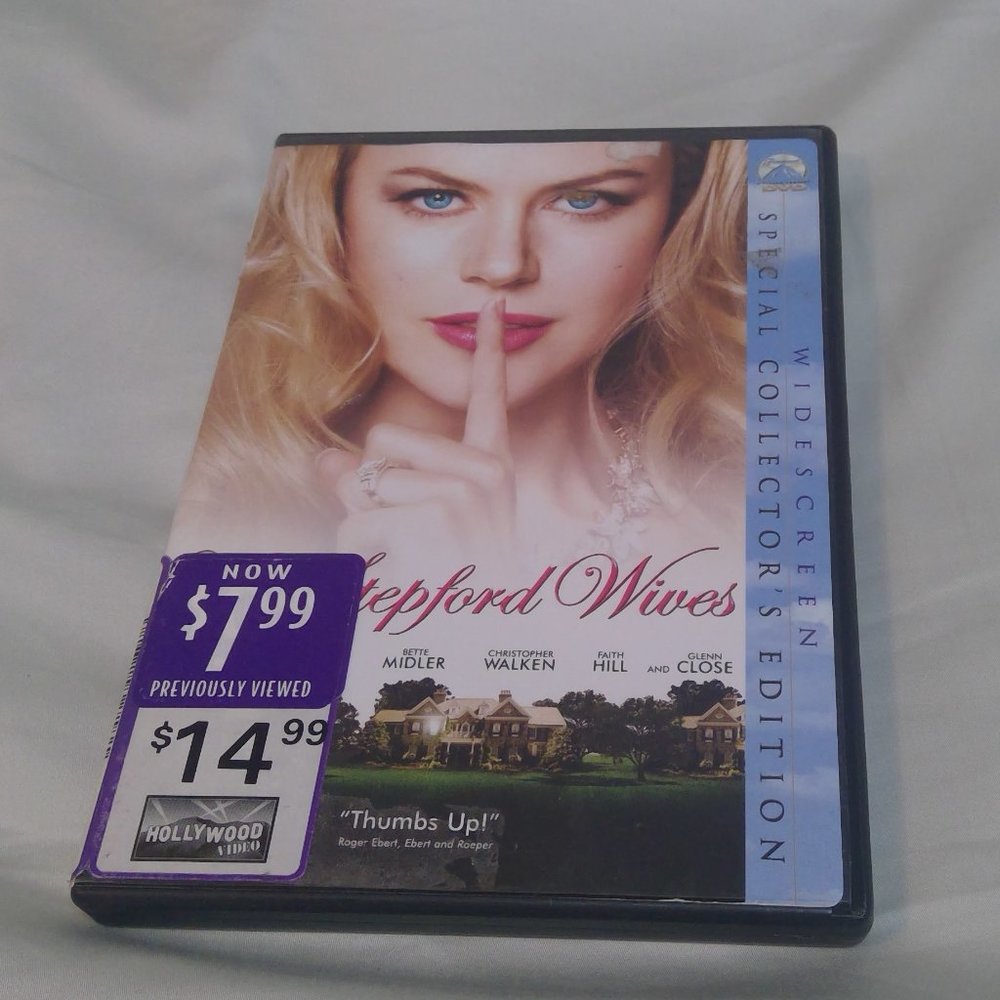 DVD
SPECIAL COLLECTOR'S EDITION
WIDESCREEN
tepford Wives
BETTE
MIDLER
CHRISTOPHER
WALKEN
FAITH
HILL
AND
GLENN
CLOSE
NOW
$7.99
PREVIOUSLY VIEWED
$14.99
HOLLYWOOD
VIDEO
"Thumbs Up!"
Roger Ebert, Ebert and Roeper